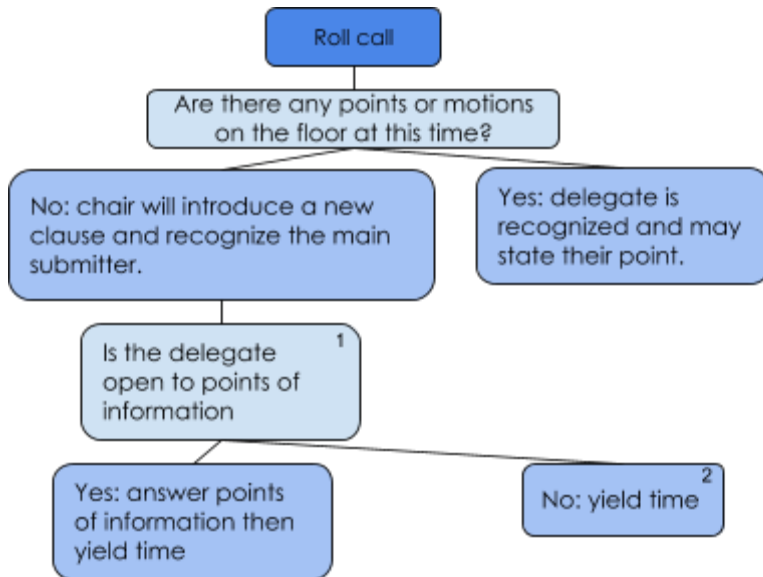 Roll call
Are there any points or motions
on the floor at this time?
No: chair will introduce a new
clause and recognize the main
submitter.
Yes: delegate is
recognized and may
state their point.
1
Is the delegate
open to points of
information
Yes: answer points
of information then
yield time
2
No: yield time